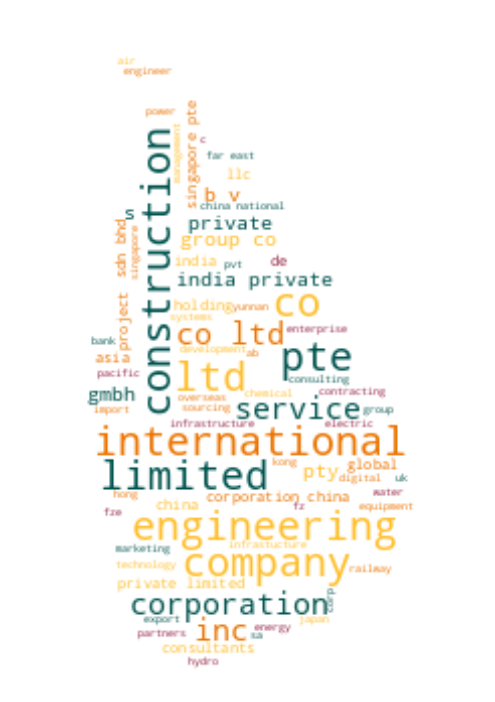 air
engineer
power
singapore pte
construction
management
c
far east
llc
b v
china national
s
private
group co
sdn bhd
singapore
india
pvt
de
india private
project
holding
yunnan
co
systems
co ltd
enterprise
bank
development
ab
asia
pte
pacific
ltd
consulting
gmbh
overseas
chemical
contracting
import
sourcing
service
group
infrastructure
electric
international
limited
kong
pty
global
digital
uk
hong
corporation china
water
china
fz
equipment
fze
engineering
marketing
infrastucture
company
technology
railway
private limited
corporation
corp
export
inc
energy
japan
partners
sa
consultants
hydro